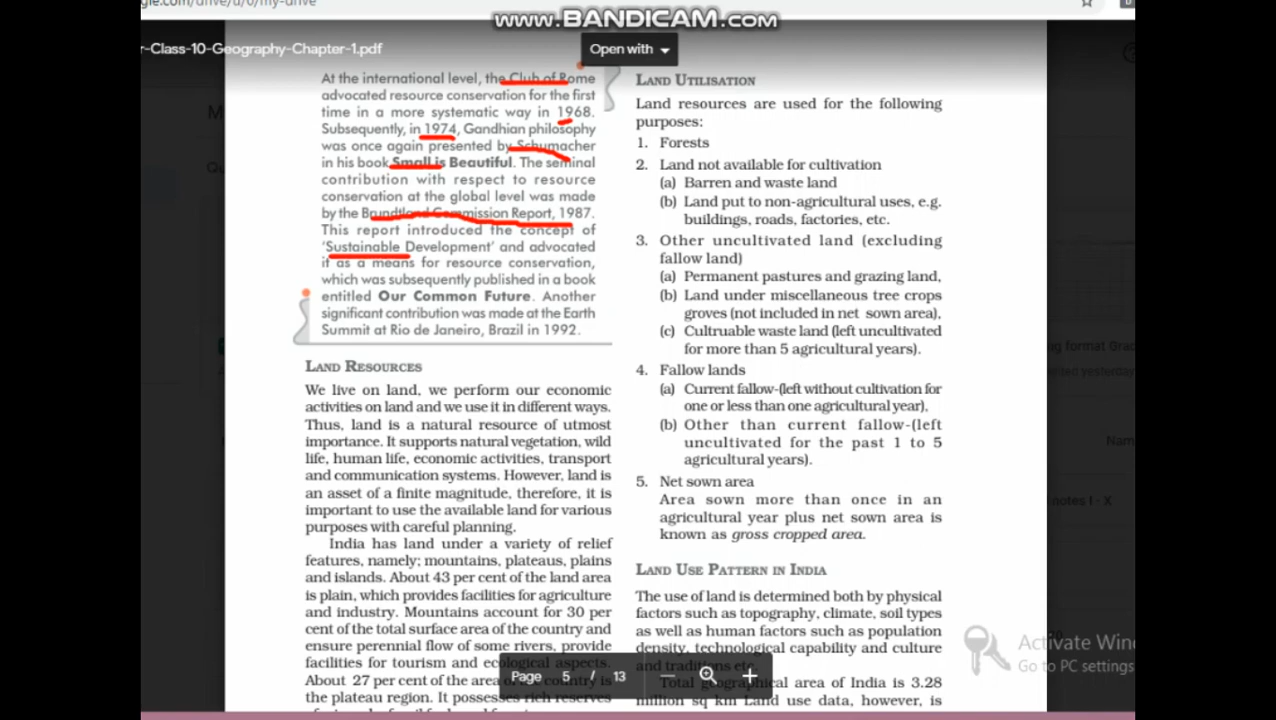 gle.com/drive/u/0/my-drive
www.BANDICAM.com
r-Class-10-Geography-Chapter-1.pdf
Open with
At the international level, the Club of Rome
advocated resource conservation for the first
time in a more systematic way in 1968.
Subsequently, in 1974, Gandhian philosophy
was once again presented by Schumacher
in his book Small is Beautiful. The seminal
contribution with respect to resource
conservation at the global level was made
by the Brundtland Commission Report, 1987.
This report introduced the concept of
'Sustainable Development' and advocated
it as a means for resource conservation,
which was subsequently published in a book
entitled Our Common Future. Another
significant contribution was made at the Earth
Summit at Rio de Janeiro, Brazil in 1992.
LAND RESOURCES
We live on land, we perform our economic
activities on land and we use it in different ways.
Thus, land is a natural resource of utmost
importance. It supports natural vegetation, wild
life, human life, economic activities, transport
and communication systems. However, land is
an asset of a finite magnitude, therefore, it is
important to use the available land for various
purposes with careful planning.
India has land under a variety of relief
features, namely; mountains, plateaus, plains
and islands. About 43 per cent of the land area
is plain, which provides facilities for agriculture
and industry. Mountains account for 30 per
cent of the total surface area of the country and
ensure perennial flow of some rivers, provide
facilities for tourism and ecological aspects.
About 27 per cent of the area of the country is
the plateau region. It possesses rich reserves
LAND UTILISATION
Land resources are used for the following
purposes:
1. Forests
2. Land not available for cultivation
(a) Barren and waste land
(b) Land put to non-agricultural uses, e.g.
buildings, roads, factories, etc.
3. Other uncultivated land (excluding
fallow land)
(a) Permanent pastures and grazing land,
(b) Land under miscellaneous tree crops
groves (not included in net sown area),
(c) Cultruable waste land (left uncultivated
for more than 5 agricultural years).
4. Fallow lands
(a) Current fallow-(left without cultivation for
one or less than one agricultural year),
(b) Other than current fallow-(left
uncultivated for the past 1 to 5
agricultural years).
5. Net sown area
Area sown more than once in an
agricultural year plus net sown area is
known as gross cropped area.
LAND USE PATTERN IN INDIA
The use of land is determined both by physical
factors such as topography, climate, soil types
as well as human factors such as population
density, technological capability and culture
and traditions etc.
Total geographical area of India is 3.28
million sq km Land use data, however, is
Page 5 / 13
ng format Grad
ited yesterday
Nam
notes I - X
Activate Win
Go to PC settings